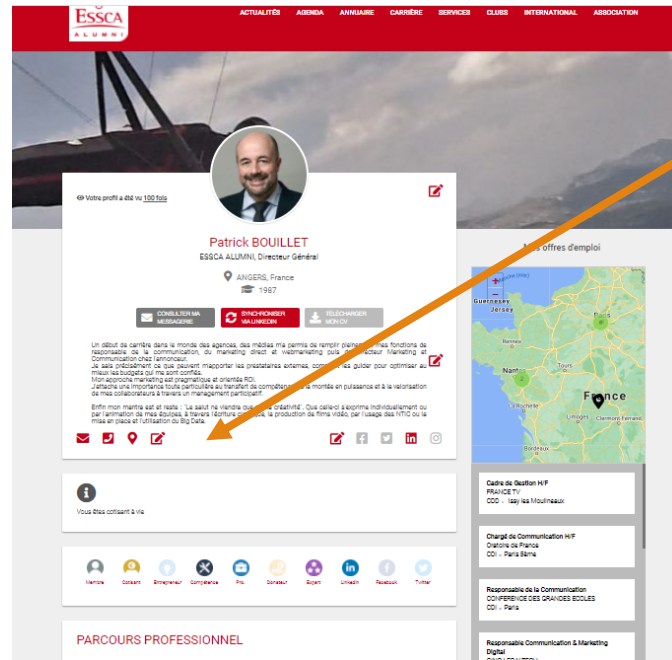 ESSCA
ALUMNI
ACTUALITÉS AGENDA ANNUAIRE CARRIÈRE SERVICES CLUBS INTERNATIONAL ASSOCIATION
Votre profil a été vu 100 fois
Patrick BOUILLET
ESSCA ALUMNI, Directeur Général
ANGERS, France
1987
CONSULTER MA MESSAGERIE
SYNCHRONISER VIA LINKEDIN
TÉLÉCHARGER MON CV
Un début de carrière dans le monde des agences, des médias m'a permis de remplir mes fonctions de
responsable de la communication, du marketing direct et webmarketing puis de Marketing et
Communication chez l'annonceur.
Je sais précisément ce que peuvent m'apporter les prestataires externes, les guider pour optimiser au
mieux les budgets qui me sont confiés.
Mon approche marketing est pragmatique et orientée ROI.
J'attache une importance toute particulière au transfert de la montée en puissance et à la valorisation
de mes collaborateurs à travers un management participatif.
Enfin mon mantra est et reste : "Le salut ne viendra que créativité". Que celle-ci s'exprime individuellement ou
par l'animation de mes équipes, à travers l'écriture la production de films vidéo, par l'usage des NTIC ou la
mise en place et l'utilisation du Big Data.
Vous êtes cotisant à vie
Membre Cotisant Entrepreneur Compétence Pro. Donateur Expert LinkedIn Facebook Twitter
PARCOURS PROFESSIONNEL
offres d'emploi
+
−
Guernesey
Jersey
Paris
Rennes
Nantes
Tours
France
La Rochelle
Limoges
Clermont-Ferrand
Bordeaux
Cadre de Gestion H/F
FRANCE TV
CDD - Issy les Moulineaux
Chargé de Communication H/F
Oratoire de France
CDI - Paris 5ème
Responsable de la Communication
CONFERENCE DES GRANDES ECOLES
CDI - Paris
Responsable Communication & Marketing
Digital